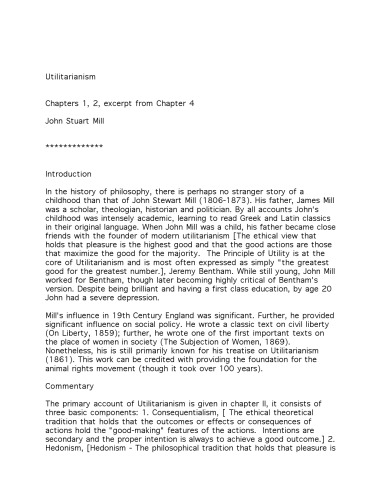 Utilitarianism
Chapters 1, 2, excerpt from Chapter 4
John Stuart Mill
*************
Introduction
In the history of philosophy, there is perhaps no stranger story of a
childhood than that of John Stewart Mill (1806-1873). His father, James Mill
was a scholar, theologian, historian and politician. By all accounts John's
childhood was intensely academic, learning to read Greek and Latin classics
in their original language. When John Mill was a child, his father became close
friends with the founder of modern utilitarianism [The ethical view that
holds that pleasure is the highest good and that the good actions are those
that maximize the good for the majority.  The Principle of Utility is at the
core of Utilitarianism and is most often expressed as simply "the greatest
good for the greatest number.], Jeremy Bentham. While still young, John Mill
worked for Bentham, though later becoming highly critical of Bentham's
version. Despite being brilliant and having a first class education, by age 20
John had a severe depression.
Mill's influence in 19th Century England was significant. Further, he provided
significant influence on social policy. He wrote a classic text on civil liberty
(On Liberty, 1859); further, he wrote one of the first important texts on
the place of women in society (The Subjection of Women, 1869).
Nonetheless, his is still primarily known for his treatise on Utilitarianism
(1861). This work can be credited with providing the foundation for the
animal rights movement (though it took over 100 years).
Commentary
The primary account of Utilitarianism is given in chapter II, it consists of
three basic components: 1. Consequentialism, [ The ethical theoretical
tradition that holds that the outcomes or effects or consequences of
actions hold the "good-making" features of the actions.  Intentions are
secondary and the proper intention is always to achieve a good outcome.] 2.
Hedonism, [Hedonism - The philosophical tradition that holds that pleasure is